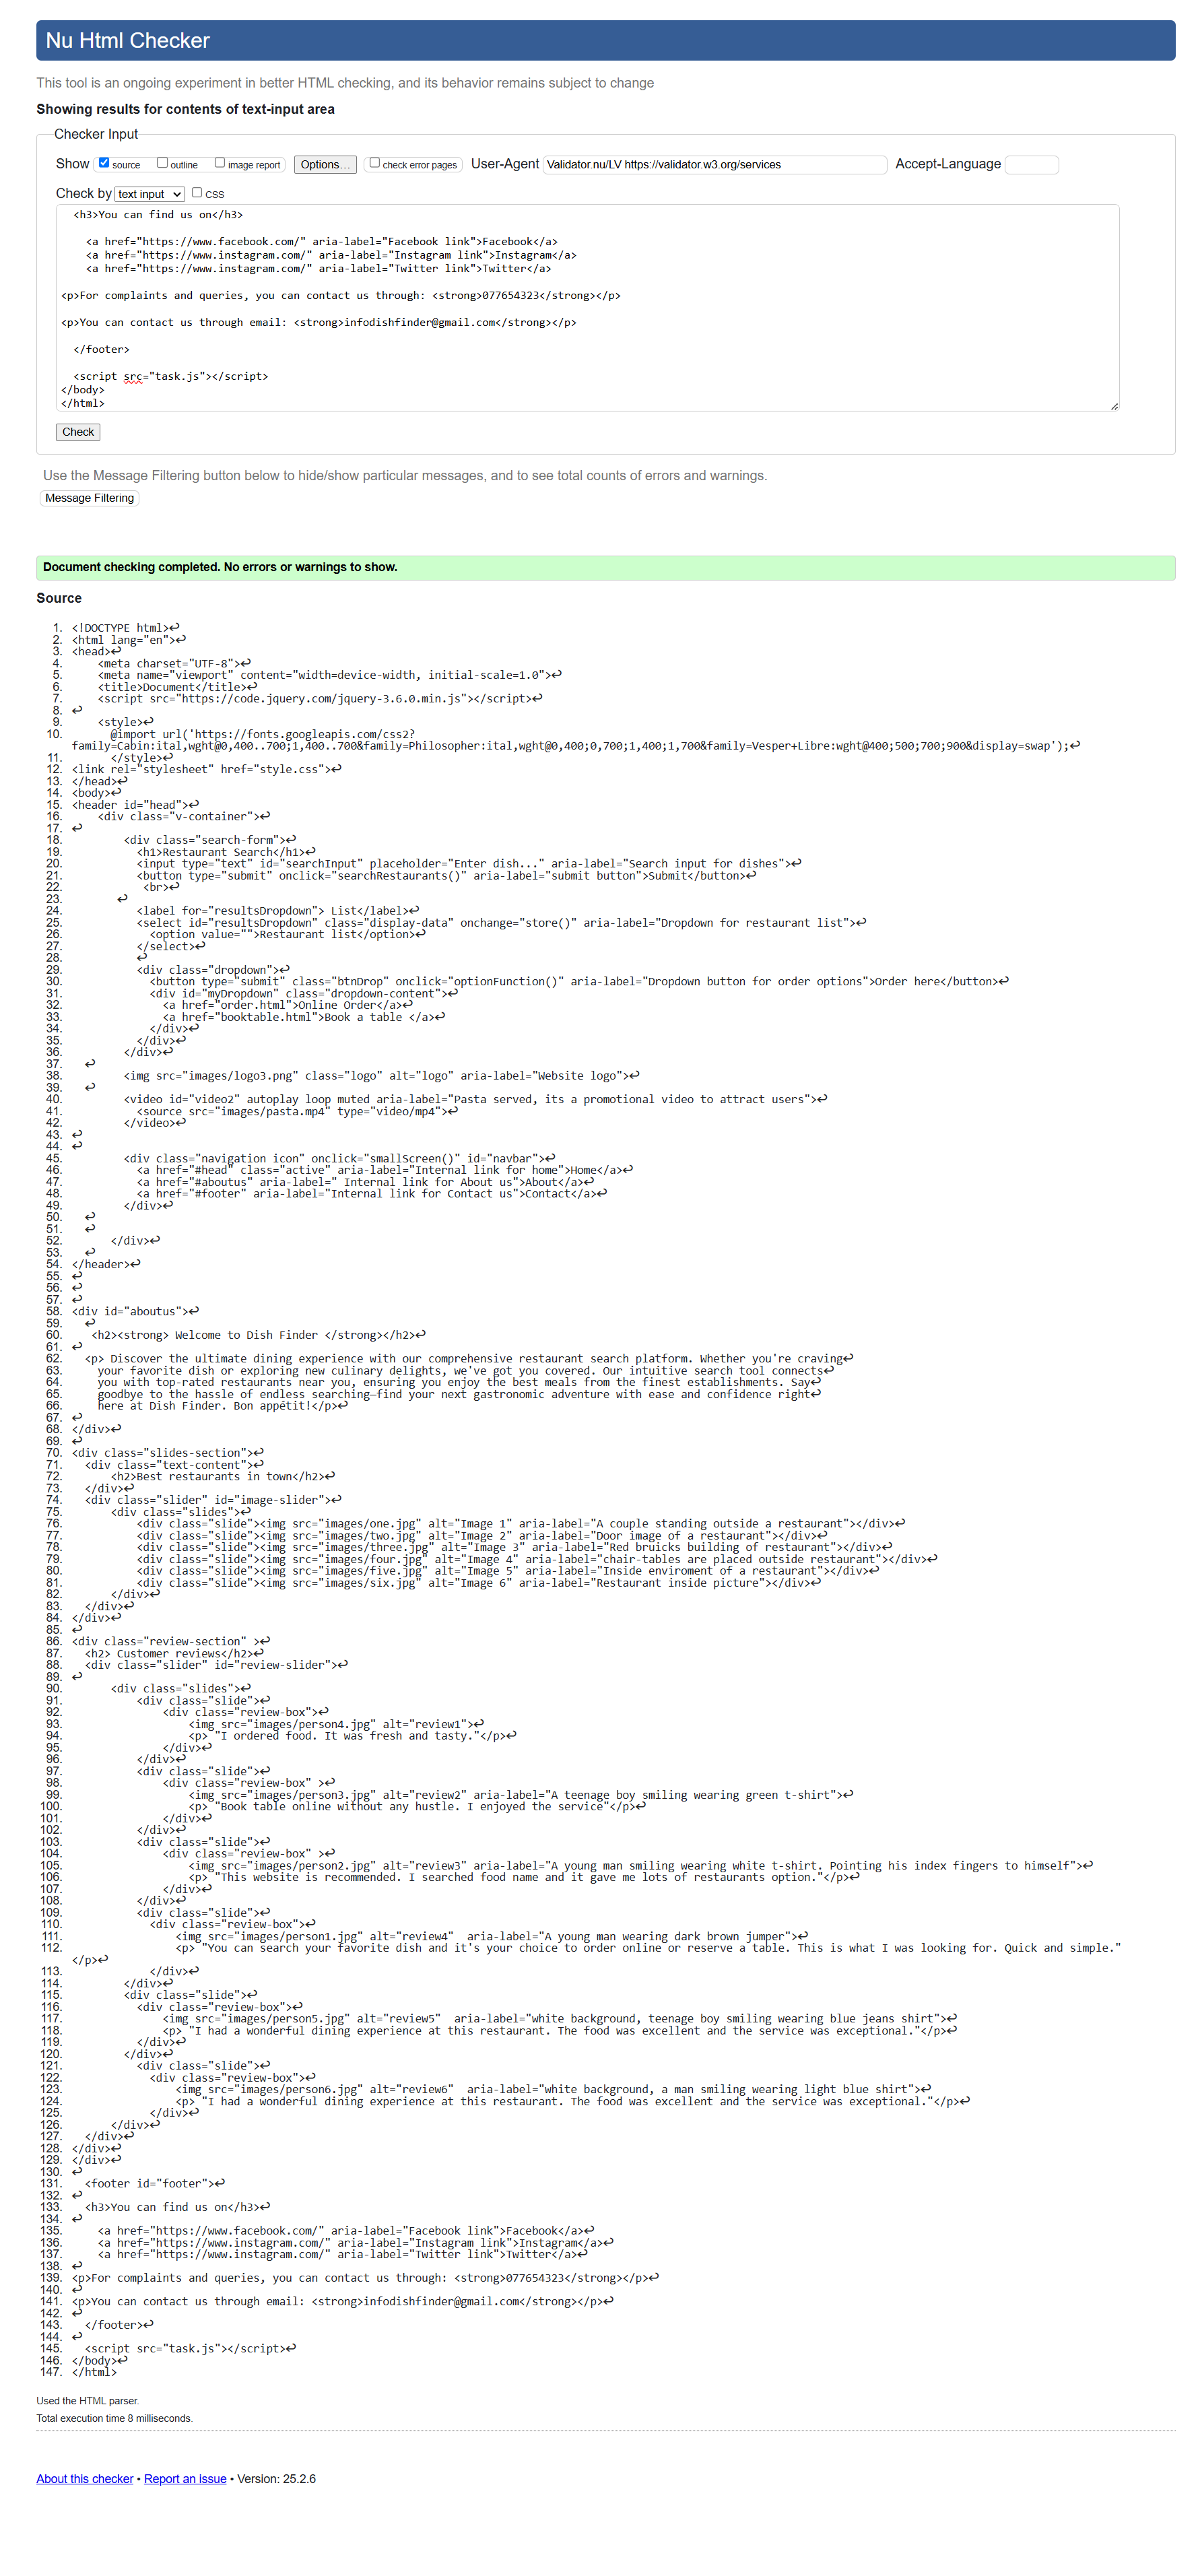 Nu Html Checker
This tool is an ongoing experiment in better HTML checking, and its behavior remains subject to change
Showing results for contents of text-input area
Checker Input
Show source outline image report Options... check error pages User-Agent Validator.nu/LV https://validator.w3.org/services Accept-Language
Check by text input CSS
<h3>You can find us on</h3>
<a href="https://www.facebook.com/" aria-label="Facebook link">Facebook</a>
<a href="https://www.instagram.com/" aria-label="Instagram link">Instagram</a>
<a href="https://www.instagram.com/" aria-label="Twitter link">Twitter</a>
<p>For complaints and queries, you can contact us through: <strong>077654323</strong></p>
<p>You can contact us through email: <strong>infodishfinder@gmail.com</strong></p>
</footer>
<script src="task.js"></script>
</body>
</html>
Check
Use the Message Filtering button below to hide/show particular messages, and to see total counts of errors and warnings.
Message Filtering
Document checking completed. No errors or warnings to show.
Source
1. <!DOCTYPE html>↩
2. <html lang="en">↩
3. <head>↩
4. <meta charset="UTF-8">↩
5. <meta name="viewport" content="width=device-width, initial-scale=1.0">↩
6. <title>Document</title>↩
7. <script src="https://code.jquery.com/jquery-3.6.0.min.js"></script>↩
8. ↩
9. <style>↩
10. @import url('https://fonts.googleapis.com/css2?
family=Cabin:ital,wght@0,400..700;1,400..700&family=Philosopher:ital,wght@0,400;0,700;1,400;1,700&family=Vesper+Libre:wght@400;500;700;900&display=swap');↩
11. </style>↩
12. <link rel="stylesheet" href="style.css">↩
13. </head>↩
14. <body>↩
15. <header id="head">↩
16. <div class="v-container">↩
17. ↩
18. <div class="search-form">↩
19. <h1>Restaurant Search</h1>↩
20. <input type="text" id="searchInput" placeholder="Enter dish..." aria-label="Search input for dishes">↩
21. <button type="submit" onclick="searchRestaurants()" aria-label="submit button">Submit</button>↩
22. <br>↩
23. ↩
24. <label for="resultsDropdown"> List</label>↩
25. <select id="resultsDropdown" class="display-data" onchange="store()" aria-label="Dropdown for restaurant list">↩
26. <option value="">Restaurant list</option>↩
27. </select>↩
28. ↩
29. <div class="dropdown">↩
30. <button type="submit" class="btnDrop" onclick="optionFunction()" aria-label="Dropdown button for order options">Order here</button>↩
31. <div id="myDropdown" class="dropdown-content">↩
32. <a href="order.html">Online Order</a>↩
33. <a href="booktable.html">Book a table </a>↩
34. </div>↩
35. </div>↩
36. </div>↩
37. ↩
38. <img src="images/logo3.png" class="logo" alt="logo" aria-label="Website logo">↩
39. ↩
40. <video id="video2" autoplay loop muted aria-label="Pasta served, its a promotional video to attract users">↩
41. <source src="images/pasta.mp4" type="video/mp4">↩
42. </video>↩
43. ↩
44. ↩
45. <div class="navigation icon" onclick="smallScreen()" id="navbar">↩
46. <a href="#head" class="active" aria-label="Internal link for home">Home</a>↩
47. <a href="#aboutus" aria-label=" Internal link for About us">About</a>↩
48. <a href="#footer" aria-label="Internal link for Contact us">Contact</a>↩
49. </div>↩
50. ↩
51. ↩
52. </div>↩
53. ↩
54. </header>↩
55. ↩
56. ↩
57. ↩
58. <div id="aboutus">↩
59. ↩
60. <h2><strong> Welcome to Dish Finder </strong></h2>↩
61. ↩
62. <p> Discover the ultimate dining experience with our comprehensive restaurant search platform. Whether you're craving↩
63. your favorite dish or exploring new culinary delights, we've got you covered. Our intuitive search tool connects↩
64. you with top-rated restaurants near you, ensuring you enjoy the best meals from the finest establishments. Say↩
65. goodbye to the hassle of endless searching—find your next gastronomic adventure with ease and confidence right↩
66. here at Dish Finder. Bon appétit!</p>↩
67. ↩
68. </div>↩
69. ↩
70. <div class="slides-section">↩
71. <div class="text-content">↩
72. <h2>Best restaurants in town</h2>↩
73. </div>↩
74. <div class="slider" id="image-slider">↩
75. <div class="slides">↩
76. <div class="slide"><img src="images/one.jpg" alt="Image 1" aria-label="A couple standing outside a restaurant"></div>↩
77. <div class="slide"><img src="images/two.jpg" alt="Image 2" aria-label="Door image of a restaurant"></div>↩
78. <div class="slide"><img src="images/three.jpg" alt="Image 3" aria-label="Red bruicks building of restaurant"></div>↩
79. <div class="slide"><img src="images/four.jpg" alt="Image 4" aria-label="chair-tables are placed outside restaurant"></div>↩
80. <div class="slide"><img src="images/five.jpg" alt="Image 5" aria-label="Inside enviroment of a restaurant"></div>↩
81. <div class="slide"><img src="images/six.jpg" alt="Image 6" aria-label="Restaurant inside picture"></div>↩
82. </div>↩
83. </div>↩
84. </div>↩
85. ↩
86. <div class="review-section" >↩
87. <h2> Customer reviews</h2>↩
88. <div class="slider" id="review-slider">↩
89. ↩
90. <div class="slides">↩
91. <div class="slide">↩
92. <div class="review-box">↩
93. <img src="images/person4.jpg" alt="review1">↩
94. <p> "I ordered food. It was fresh and tasty."</p>↩
95. </div>↩
96. </div>↩
97. <div class="slide">↩
98. <div class="review-box" >↩
99. <img src="images/person3.jpg" alt="review2" aria-label="A teenage boy smiling wearing green t-shirt">↩
100. <p> "Book table online without any hustle. I enjoyed the service"</p>↩
101. </div>↩
102. </div>↩
103. <div class="slide">↩
104. <div class="review-box" >↩
105. <img src="images/person2.jpg" alt="review3" aria-label="A young man smiling wearing white t-shirt. Pointing his index fingers to himself">↩
106. <p> "This website is recommended. I searched food name and it gave me lots of restaurants option."</p>↩
107. </div>↩
108. </div>↩
109. <div class="slide">↩
110. <div class="review-box">↩
111. <img src="images/person1.jpg" alt="review4"  aria-label="A young man wearing dark brown jumper">↩
112. <p> "You can search your favorite dish and it's your choice to order online or reserve a table. This is what I was looking for. Quick and simple."
</p>↩
113. </div>↩
114. </div>↩
115. <div class="slide">↩
116. <div class="review-box">↩
117. <img src="images/person5.jpg" alt="review5"  aria-label="white background, teenage boy smiling wearing blue jeans shirt">↩
118. <p> "I had a wonderful dining experience at this restaurant. The food was excellent and the service was exceptional."</p>↩
119. </div>↩
120. </div>↩
121. <div class="slide">↩
122. <div class="review-box">↩
123. <img src="images/person6.jpg" alt="review6"  aria-label="white background, a man smiling wearing light blue shirt">↩
124. <p> "I had a wonderful dining experience at this restaurant. The food was excellent and the service was exceptional."</p>↩
125. </div>↩
126. </div>↩
127. </div>↩
128. </div>↩
129. </div>↩
130. ↩
131. <footer id="footer">↩
132. ↩
133. <h3>You can find us on</h3>↩
134. ↩
135. <a href="https://www.facebook.com/" aria-label="Facebook link">Facebook</a>↩
136. <a href="https://www.instagram.com/" aria-label="Instagram link">Instagram</a>↩
137. <a href="https://www.instagram.com/" aria-label="Twitter link">Twitter</a>↩
138. ↩
139. <p>For complaints and queries, you can contact us through: <strong>077654323</strong></p>↩
140. ↩
141. <p>You can contact us through email: <strong>infodishfinder@gmail.com</strong></p>↩
142. ↩
143. </footer>↩
144. ↩
145. <script src="task.js"></script>↩
146. </body>↩
147. </html>
Used the HTML parser.
Total execution time 8 milliseconds.
About this checker • Report an issue • Version: 25.2.6